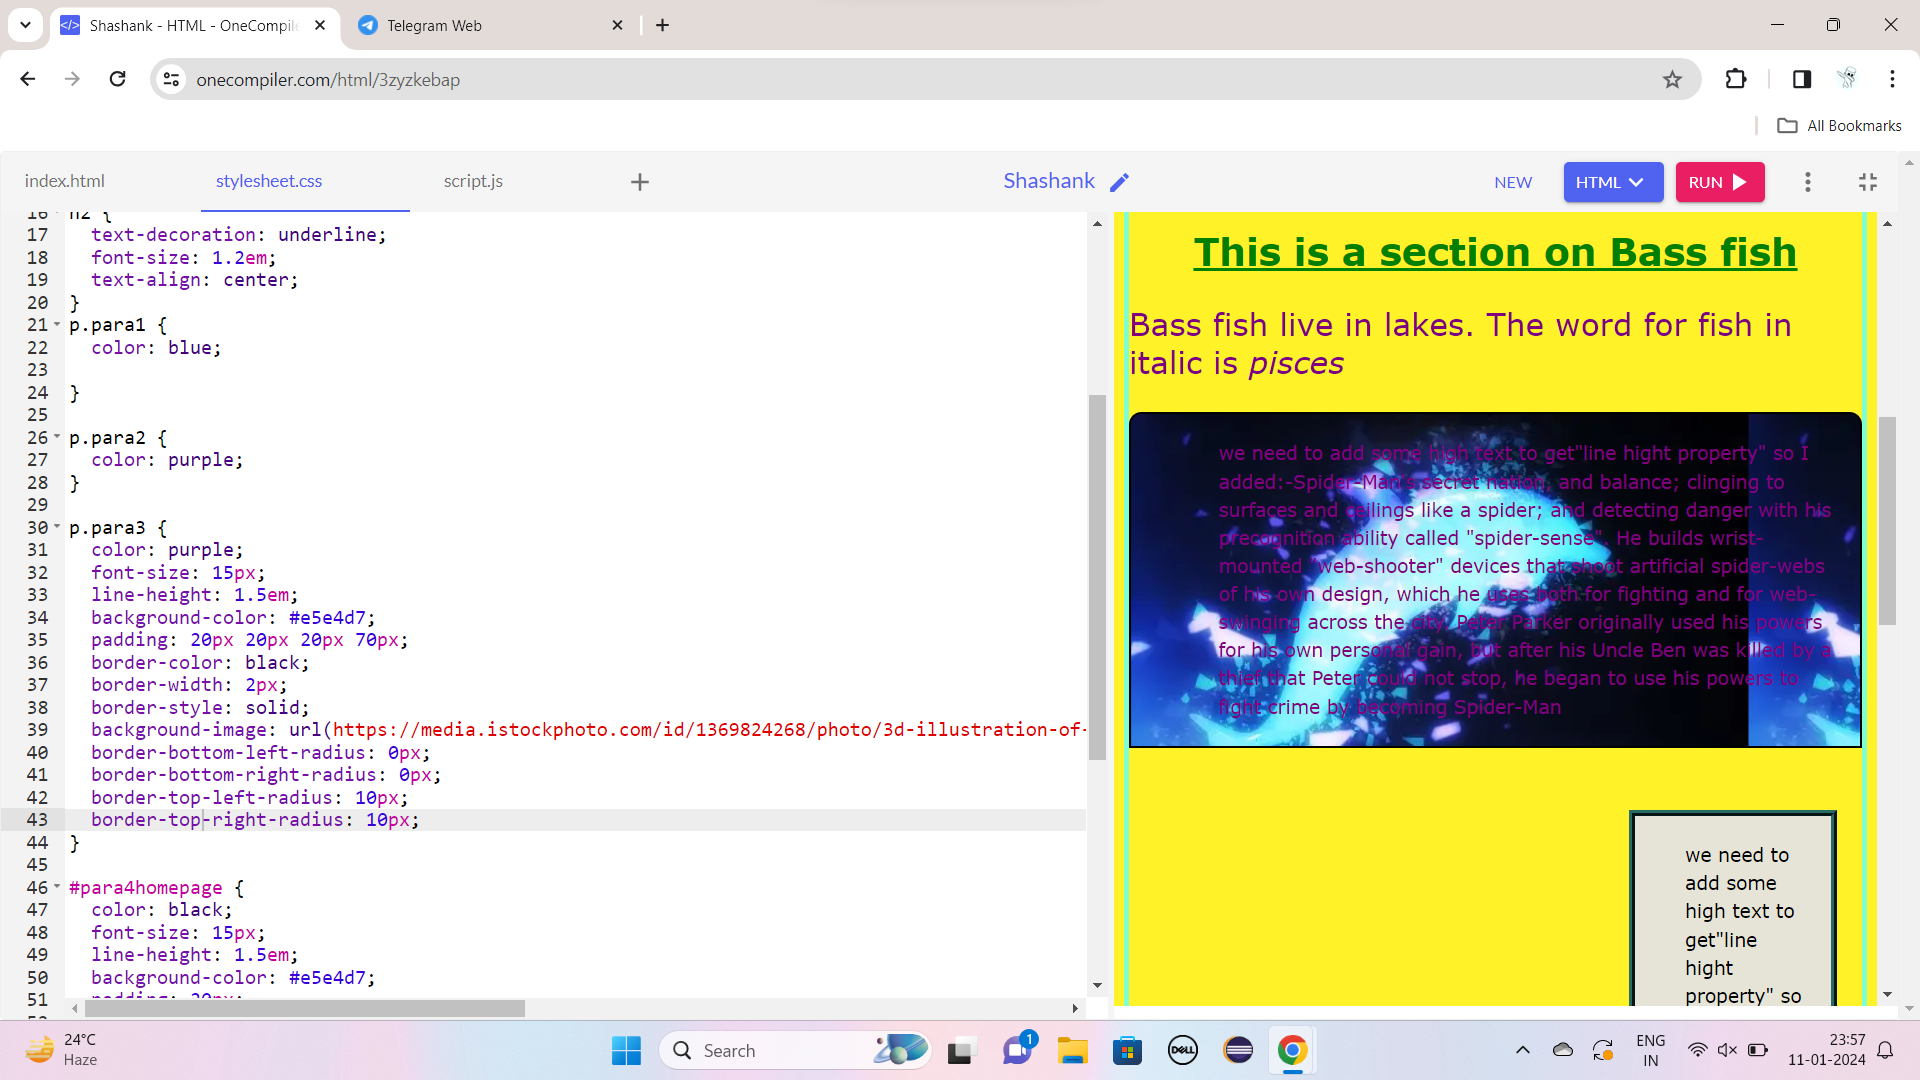 Shashank - HTML - OneCompile
Telegram Web
onecompiler.com/html/3zyzkebap
All Bookmarks
index.html
stylesheet.css
script.js
Shashank
NEW
HTML
RUN
16 h2 {
17 text-decoration: underline;
18 font-size: 1.2em;
19 text-align: center;
20 }
21 p.para1 {
22 color: blue;
23
24 }
25
26 p.para2 {
27 color: purple;
28 }
29
30 p.para3 {
31 color: purple;
32 font-size: 15px;
33 line-height: 1.5em;
34 background-color: #e5e4d7;
35 padding: 20px 20px 20px 70px;
36 border-color: black;
37 border-width: 2px;
38 border-style: solid;
39 background-image: url(https://media.istockphoto.com/id/1369824268/photo/3d-illustration-of-
40 border-bottom-left-radius: 0px;
41 border-bottom-right-radius: 0px;
42 border-top-left-radius: 10px;
43 border-top-right-radius: 10px;
44 }
45
46 #para4homepage {
47 color: black;
48 font-size: 15px;
49 line-height: 1.5em;
50 background-color: #e5e4d7;
51 padding: 20px;
This is a section on Bass fish
Bass fish live in lakes. The word for fish in
italic is pisces
we need to add some high text to get"line hight property" so I
added:-Spider-Man's secret nation, and balance; clinging to
surfaces and ceilings like a spider; and detecting danger with his
precognition ability called "spider-sense". He builds wrist-
mounted "web-shooter" devices that shoot artificial spider-webs
of his own design, which he uses both for fighting and for web-
swinging across the city. Peter Parker originally used his powers
for his own personal gain, but after his Uncle Ben was killed by a
thief that Peter could not stop, he began to use his powers to
fight crime by becoming Spider-Man
we need to
add some
high text to
get"line
hight
property" so
24°C
Haze
Search
1
DELL
ENG
IN
23:57
11-01-2024